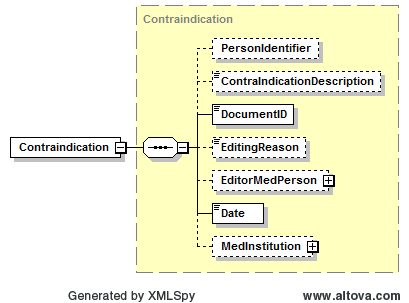 Contraindication
PersonIdentifier
ContraIndicationDescription
DocumentID
Contraindication
EditingReason
EditorMedPerson
Date
MedInstitution
Generated by XMLSpy
www.altova.com